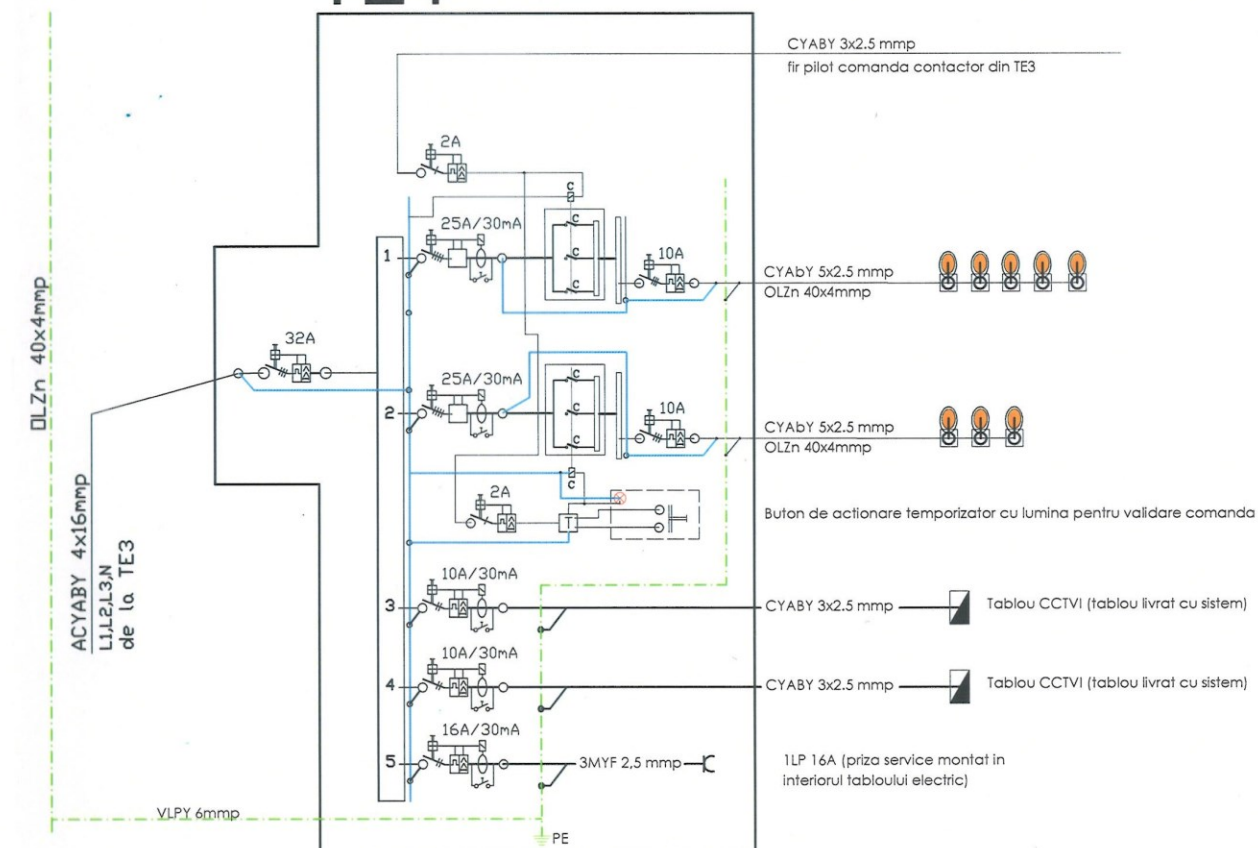 CYABY 3x2.5 mmp
fir pilot comanda contactor din TE3
2A
C
25A/30mA
C
C
C
10A
1
CYAbY 5x2.5 mmp
OLZn 40x4mmp
OLZn 40x4mmp
32A
25A/30mA
C
C
C
10A
2
CYAbY 5x2.5 mmp
OLZn 40x4mmp
C
2A
T
Buton de actionare temporizator cu lumina pentru validare comanda
ACYABY 4x16mmp
L1,L2,L3,N
de la TE3
10A/30mA
3
CYABY 3x2.5 mmp
Tablou CCTVI (tablou livrat cu sistem)
10A/30mA
4
CYABY 3x2.5 mmp
Tablou CCTVI (tablou livrat cu sistem)
16A/30mA
5
3MYF 2,5 mmp
1LP 16A (priza service montat in
interiorul tabloului electric)
VLPY 6mmp
PE